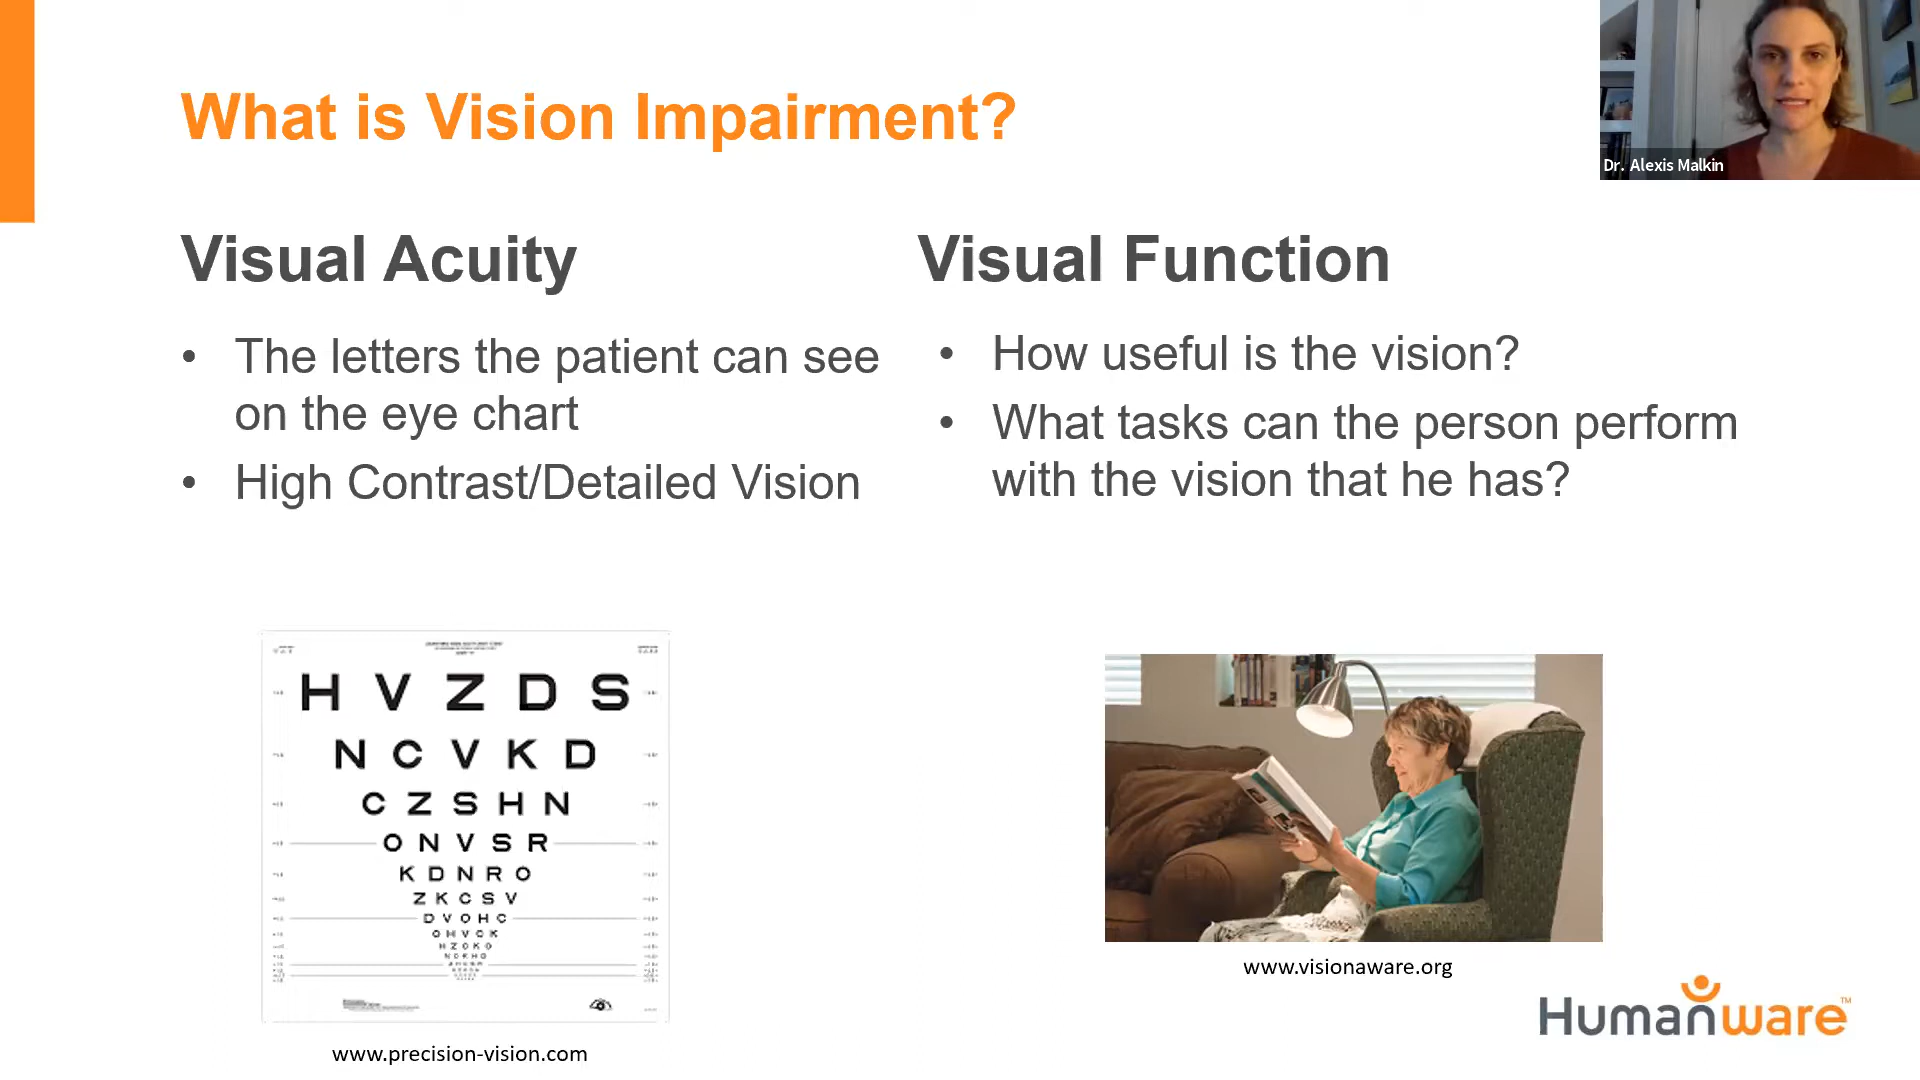 What is Vision Impairment?
Dr. Alexis Malkin
Visual Acuity
• The letters the patient can see
on the eye chart
• High Contrast/Detailed Vision
Visual Function
• How useful is the vision?
• What tasks can the person perform
with the vision that he has?
H V Z D S
N C V K D
C Z S H N
O N V S R
K D N R O
Z K C S V
D V O H C
O H V C K
www.precision-vision.com
www.visionaware.org
Humanware™